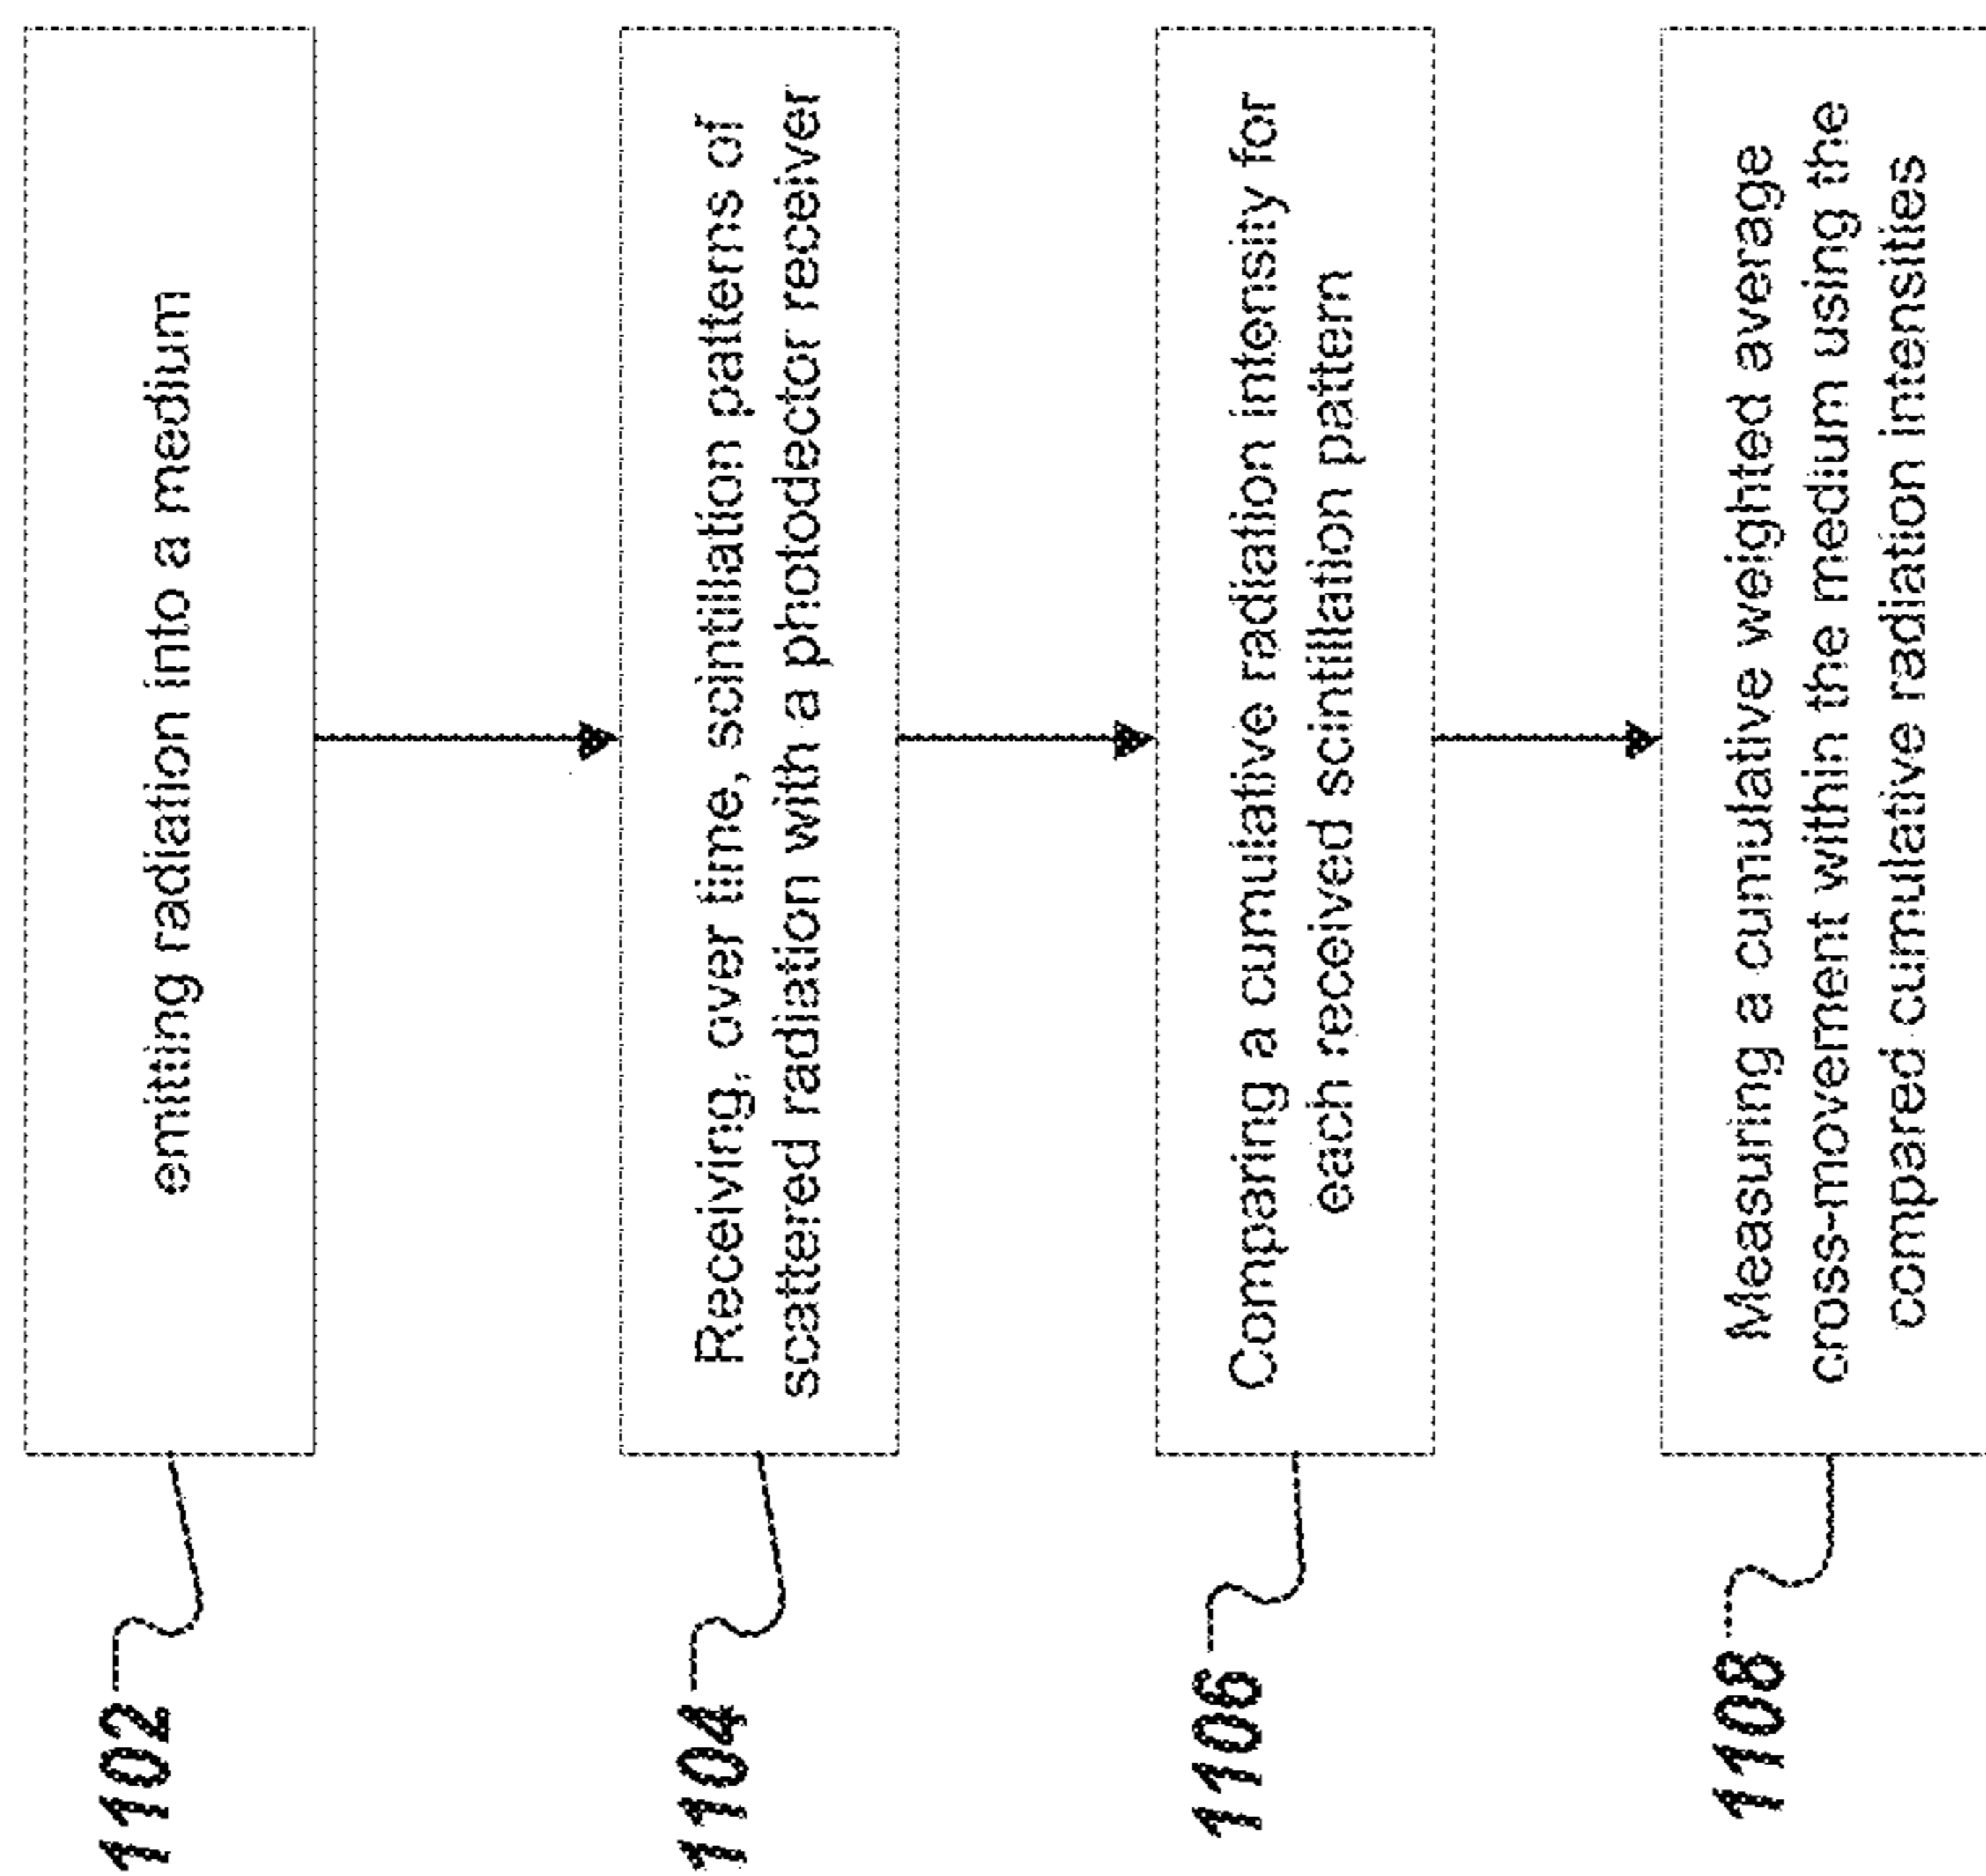 1102
emitting radiation into a medium
1104
Receiving, over time, scintillation patterns of
scattered radiation with a photodector receiver
1106
Comparing a cumulative radiation intensity for
each received scintillation pattern
1108
Measuring a cumulative weighted average
cross-movement within the medium using the
compared cumulative radiation intensities